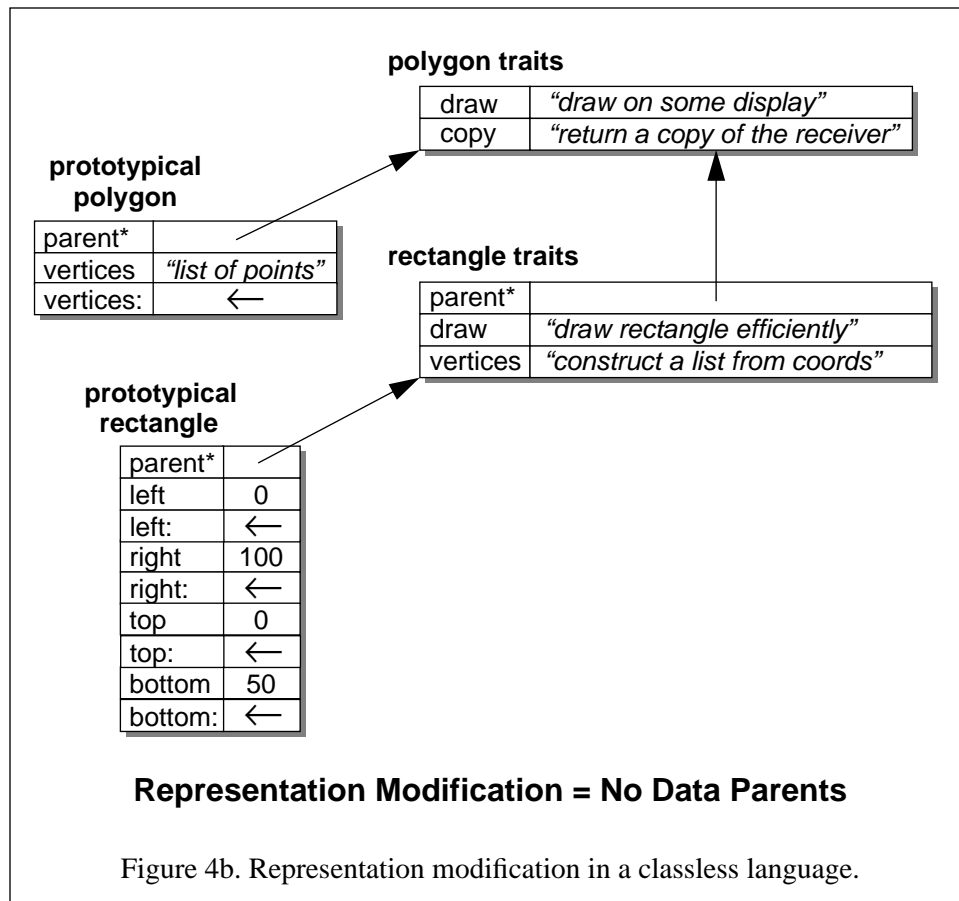 polygon traits
draw “draw on some display”
copy “return a copy of the receiver”
prototypical
polygon
parent*
vertices “list of points”
vertices: ←
rectangle traits
parent*
draw “draw rectangle efficiently”
vertices “construct a list from coords”
prototypical
rectangle
parent*
left 0
left: ←
right 100
right: ←
top 0
top: ←
bottom 50
bottom: ←
Representation Modification = No Data Parents
Figure 4b. Representation modification in a classless language.